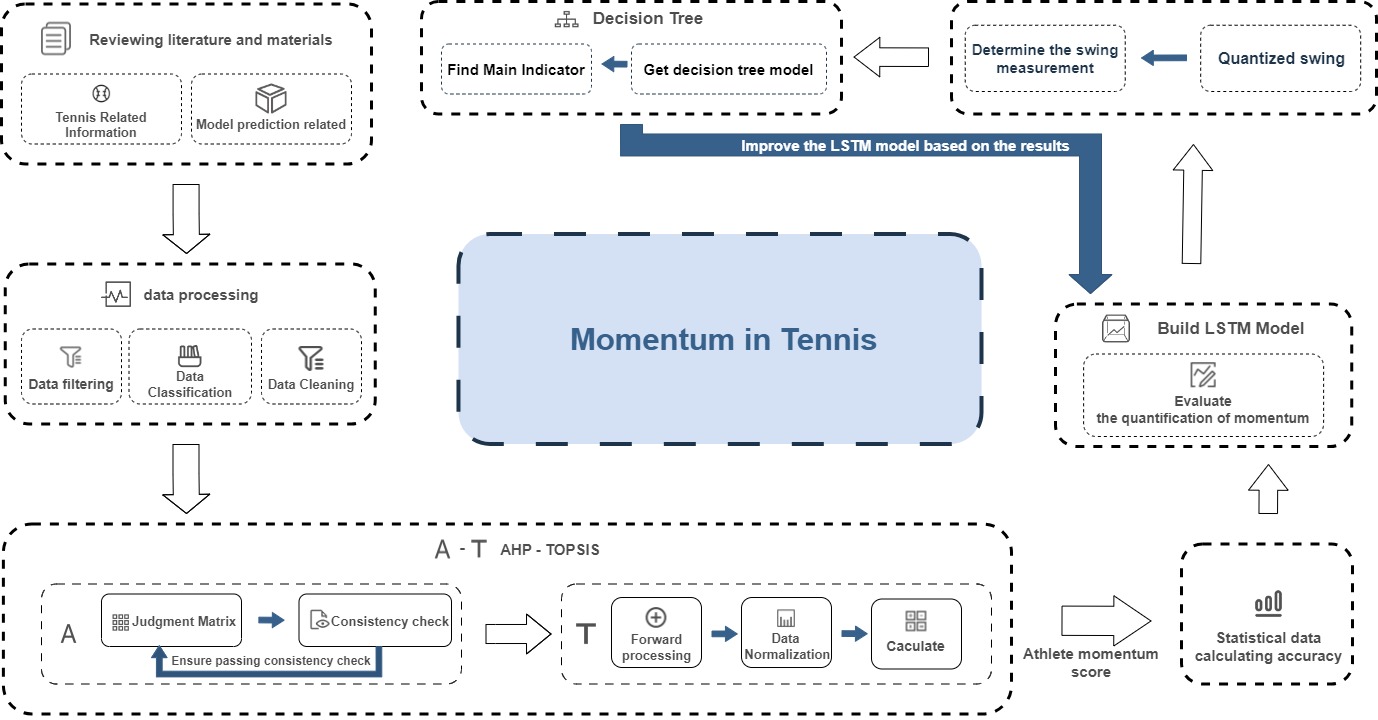 Reviewing literature and materials
Tennis Related
Information
Model prediction related
data processing
Data filtering
Data
Classification
Data Cleaning
A - T AHP - TOPSIS
A
Judgment Matrix
Consistency check
Ensure passing consistency check
T
Forward
processing
Data
Normalization
Caculate
Athlete momentum
score
Statistical data
calculating accuracy
Build LSTM Model
Evaluate
the quantification of momentum
Quantized swing
Determine the swing
measurement
Decision Tree
Get decision tree model
Find Main Indicator
Improve the LSTM model based on the results
Momentum in Tennis